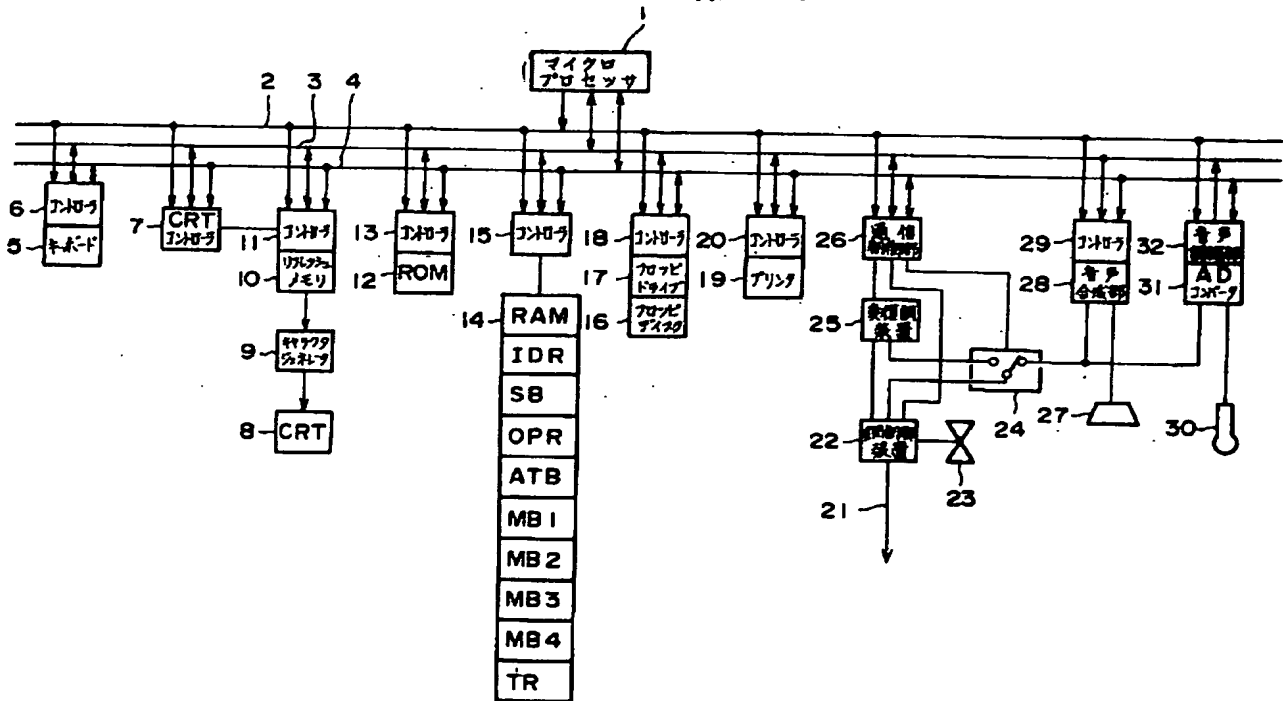 1
マイクロ
プロセッサ
2
3
4
6
コントローラ
5
キーボード
7
CRT
コントローラ
11
コントローラ
10
リフレッシュ
メモリ
9
キャラクタ
ジェネレータ
8
CRT
13
コントローラ
12
ROM
15
コントローラ
14
RAM
IDR
SB
OPR
ATB
MB1
MB2
MB3
MB4
TR
18
コントローラ
17
フロッピ
ドライブ
16
フロッピ
ディスク
20
コントローラ
19
プリンタ
26
通信
25
装置
22
装置
21
23
24
29
コントローラ
28
音声
合成部
27
32
音声
31
AD
コンバータ
30